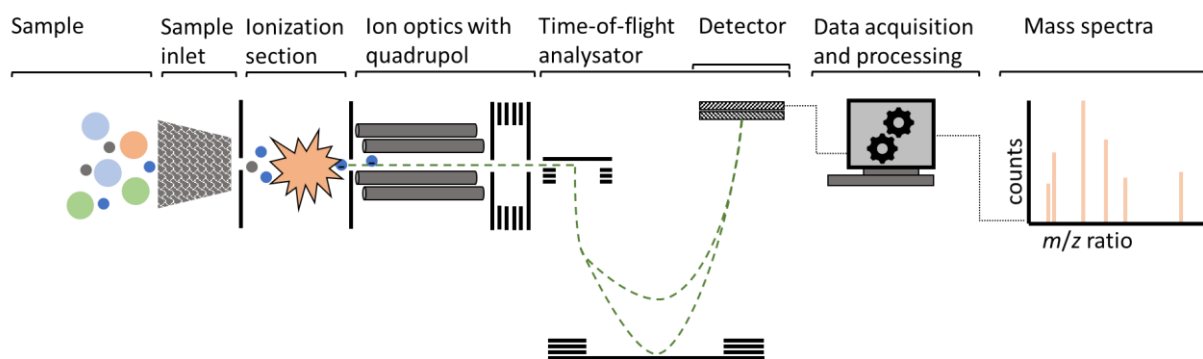 Sample
Sample
inlet
Ionization
section
Ion optics with
quadrupol
Time-of-flight
analysator
Detector
Data acquisition
and processing
Mass spectra
counts
m/z ratio